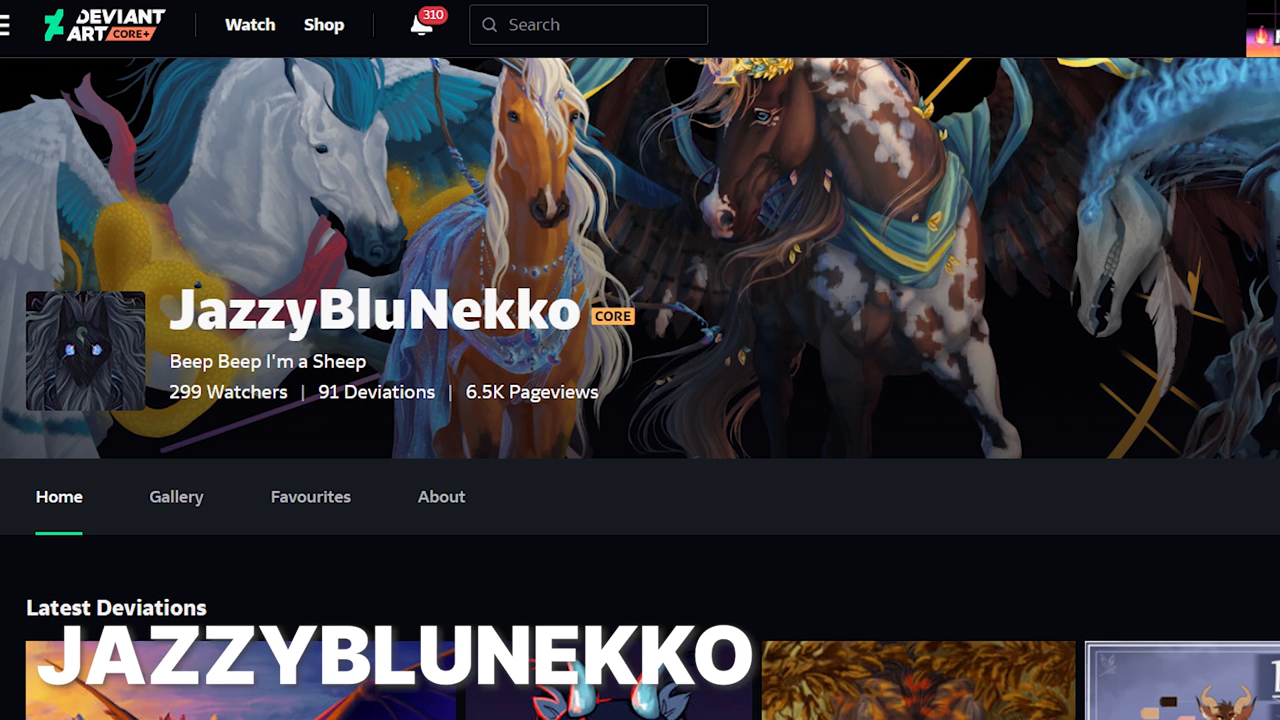 DEVIANT
ART CORE+
Watch
Shop
310
Search
JazzyBluNekko CORE
Beep Beep I'm a Sheep
299 Watchers | 91 Deviations | 6.5K Pageviews
Home
Gallery
Favourites
About
Latest Deviations
JAZZYBLUNEKKO